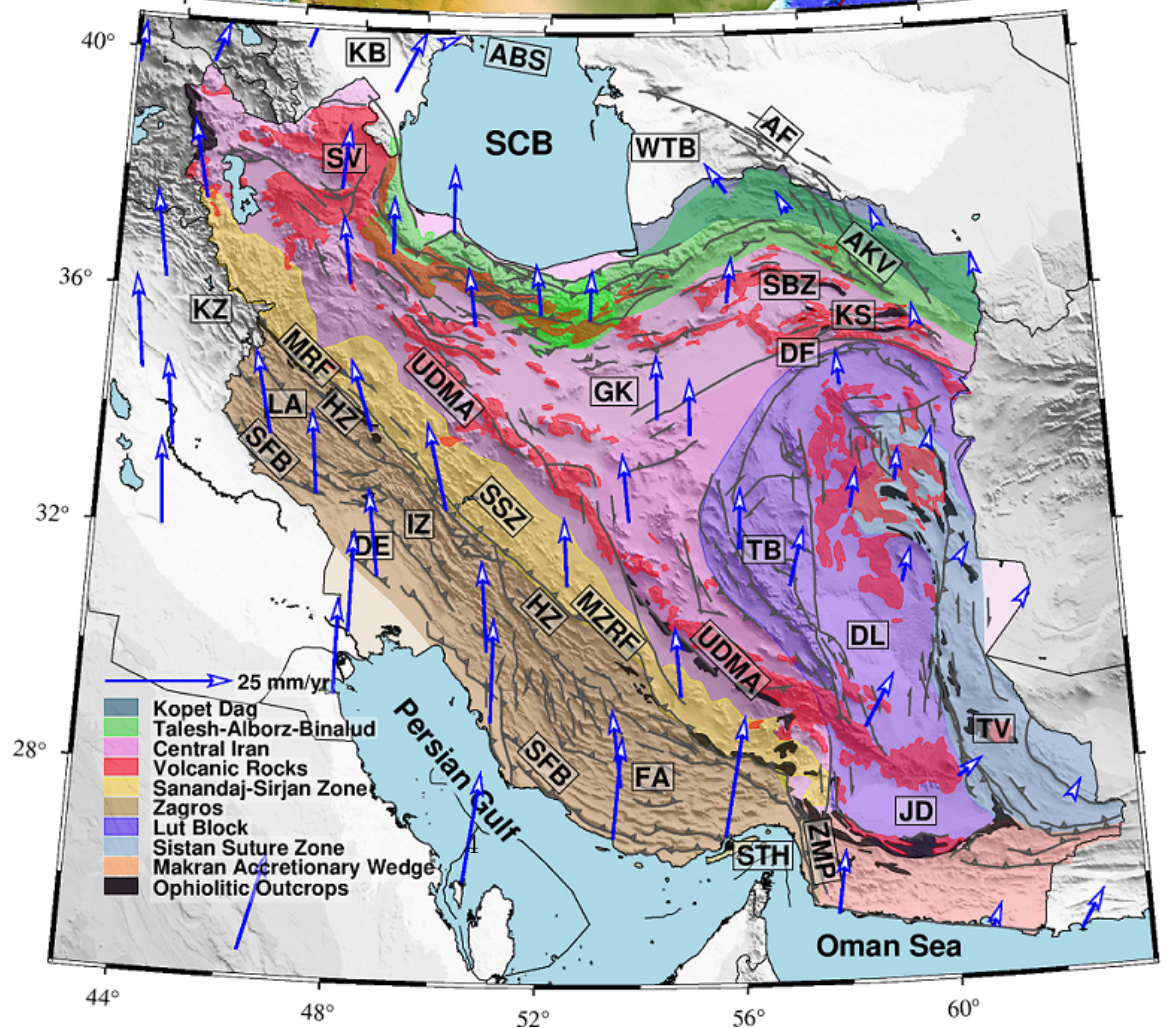 40°
KB
ABS
SCB
AF
WTB
SV
AKV
36°
SBZ
KZ
KS
MRF
DF
UDMA
GK
LA
HZ
SFB
32°
SSZ
IZ
DE
TB
HZ
MZRF
DL
UDMA
25 mm/yr
Kopet Dag
Talesh-Alborz-Binalud
Central Iran
Volcanic Rocks
Sanandaj-Sirjan Zone
Zagros
Lut Block
Sistan Suture Zone
Makran Accretionary Wedge
Ophiolitic Outcrops
Persian Gulf
28°
TV
SFB
FA
JD
STH
ZMP
Oman Sea
44°
48°
52°
56°
60°